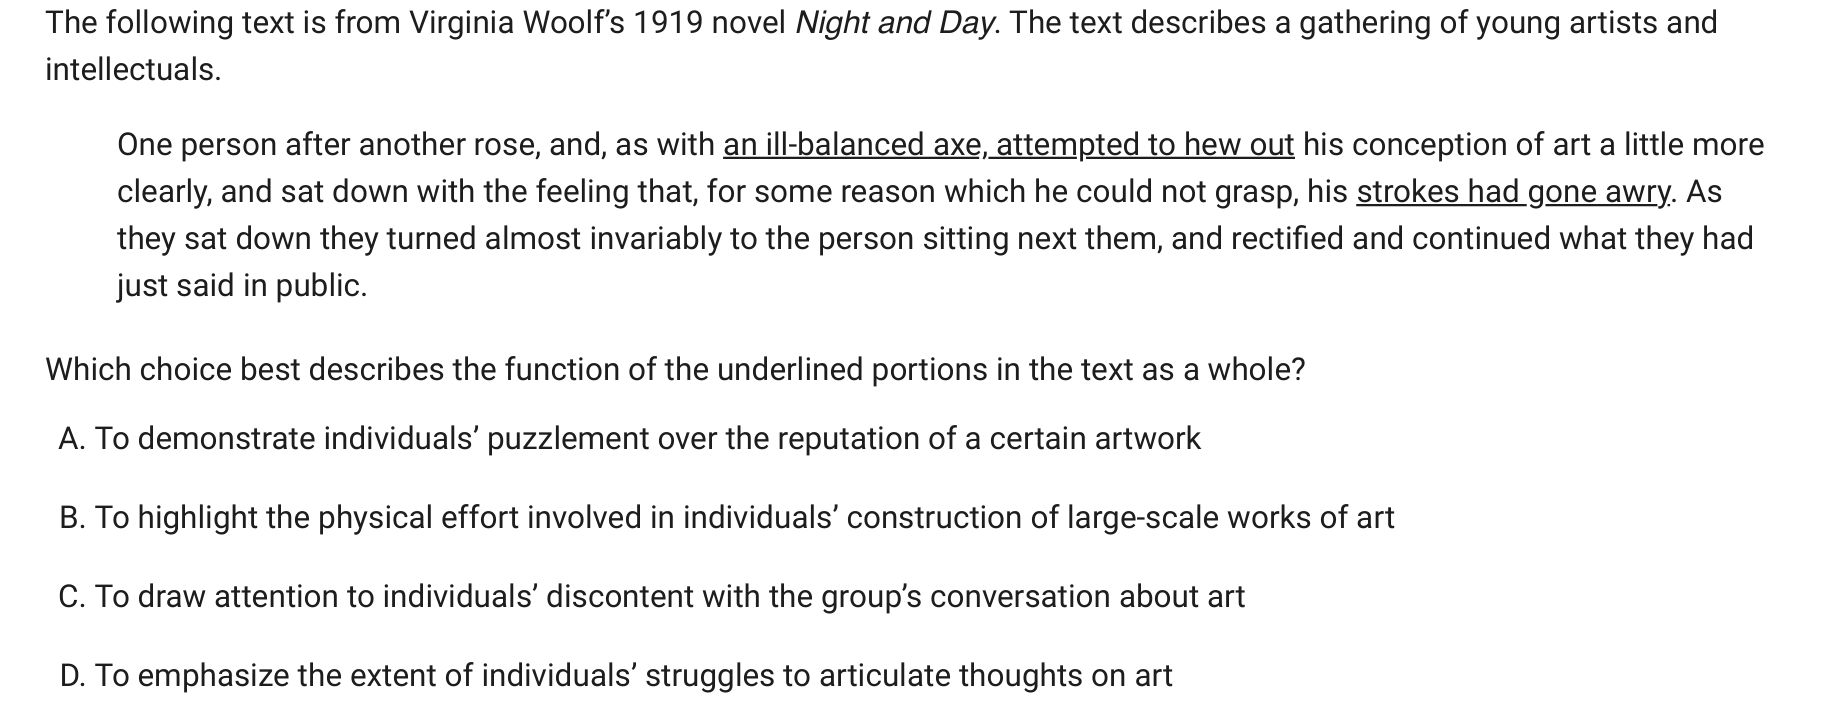 The following text is from Virginia Woolf’s 1919 novel Night and Day. The text describes a gathering of young artists and
intellectuals.
One person after another rose, and, as with an ill-balanced axe, attempted to hew out his conception of art a little more
clearly, and sat down with the feeling that, for some reason which he could not grasp, his strokes had gone awry. As
they sat down they turned almost invariably to the person sitting next them, and rectified and continued what they had
just said in public.
Which choice best describes the function of the underlined portions in the text as a whole?
A. To demonstrate individuals’ puzzlement over the reputation of a certain artwork
B. To highlight the physical effort involved in individuals’ construction of large-scale works of art
C. To draw attention to individuals’ discontent with the group’s conversation about art
D. To emphasize the extent of individuals’ struggles to articulate thoughts on art